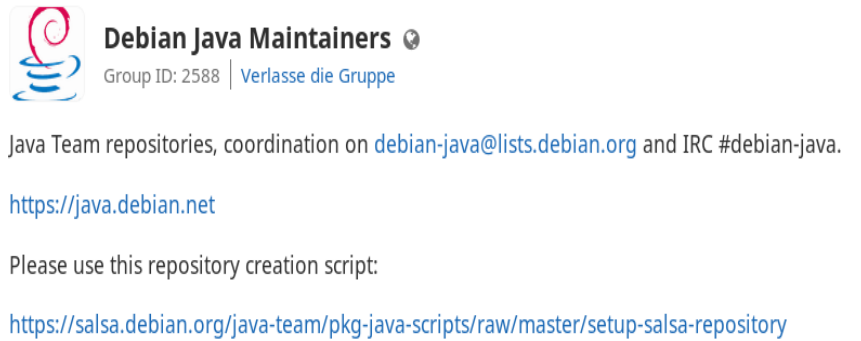 Debian Java Maintainers
Group ID: 2588 Verlasse die Gruppe
Java Team repositories, coordination on debian-java@lists.debian.org and IRC #debian-java.
https://java.debian.net
Please use this repository creation script:
https://salsa.debian.org/java-team/pkg-java-scripts/raw/master/setup-salsa-repository